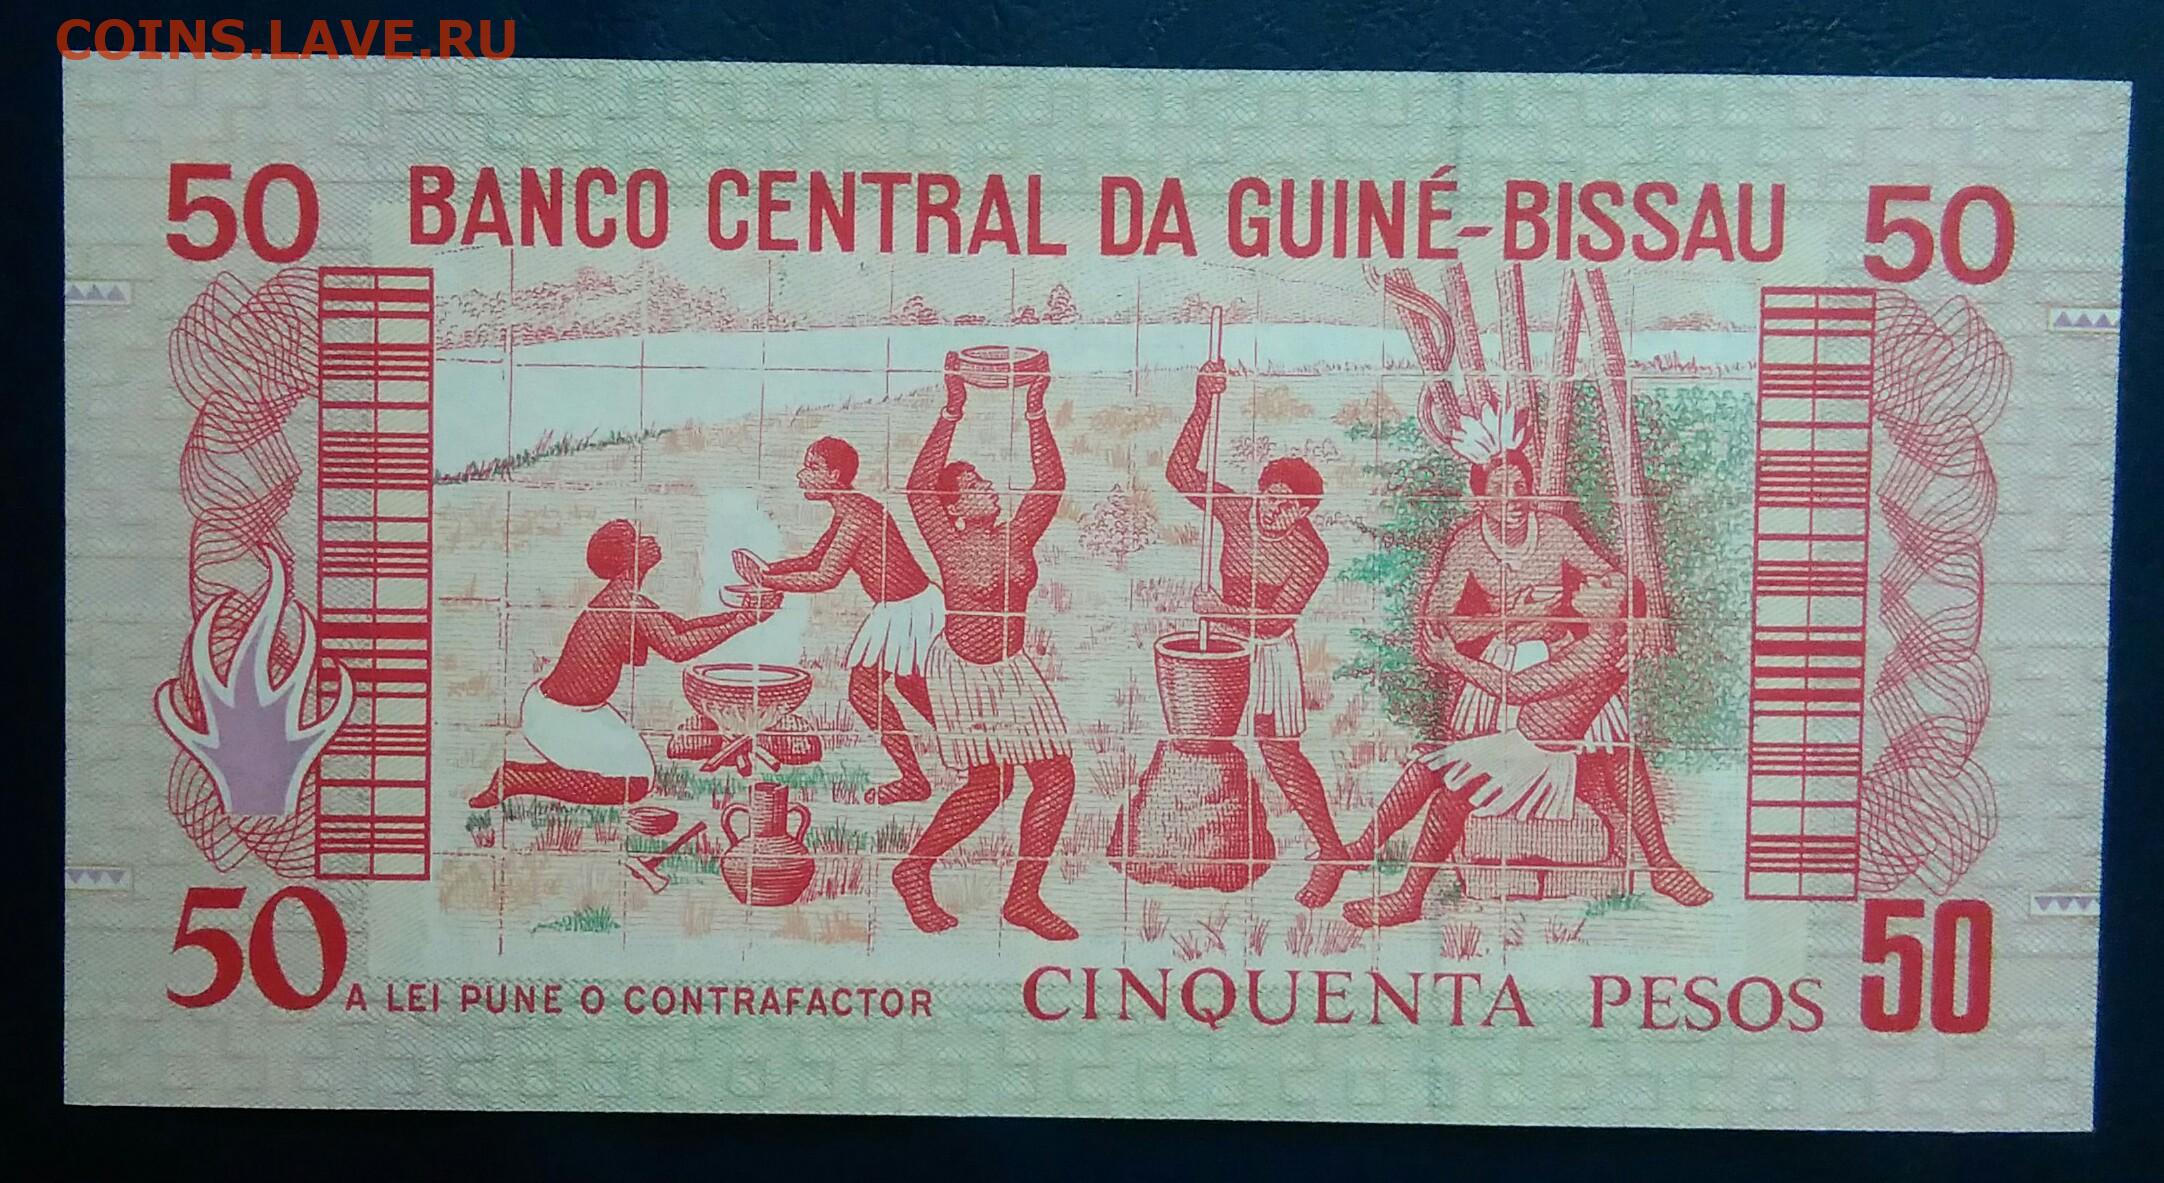 COINS.LAVE.RU
50 BANCO CENTRAL DA GUINÉ-BISSAU 50
50 A LEI PUNE O CONTRAFACTOR CINQUENTA PESOS 50